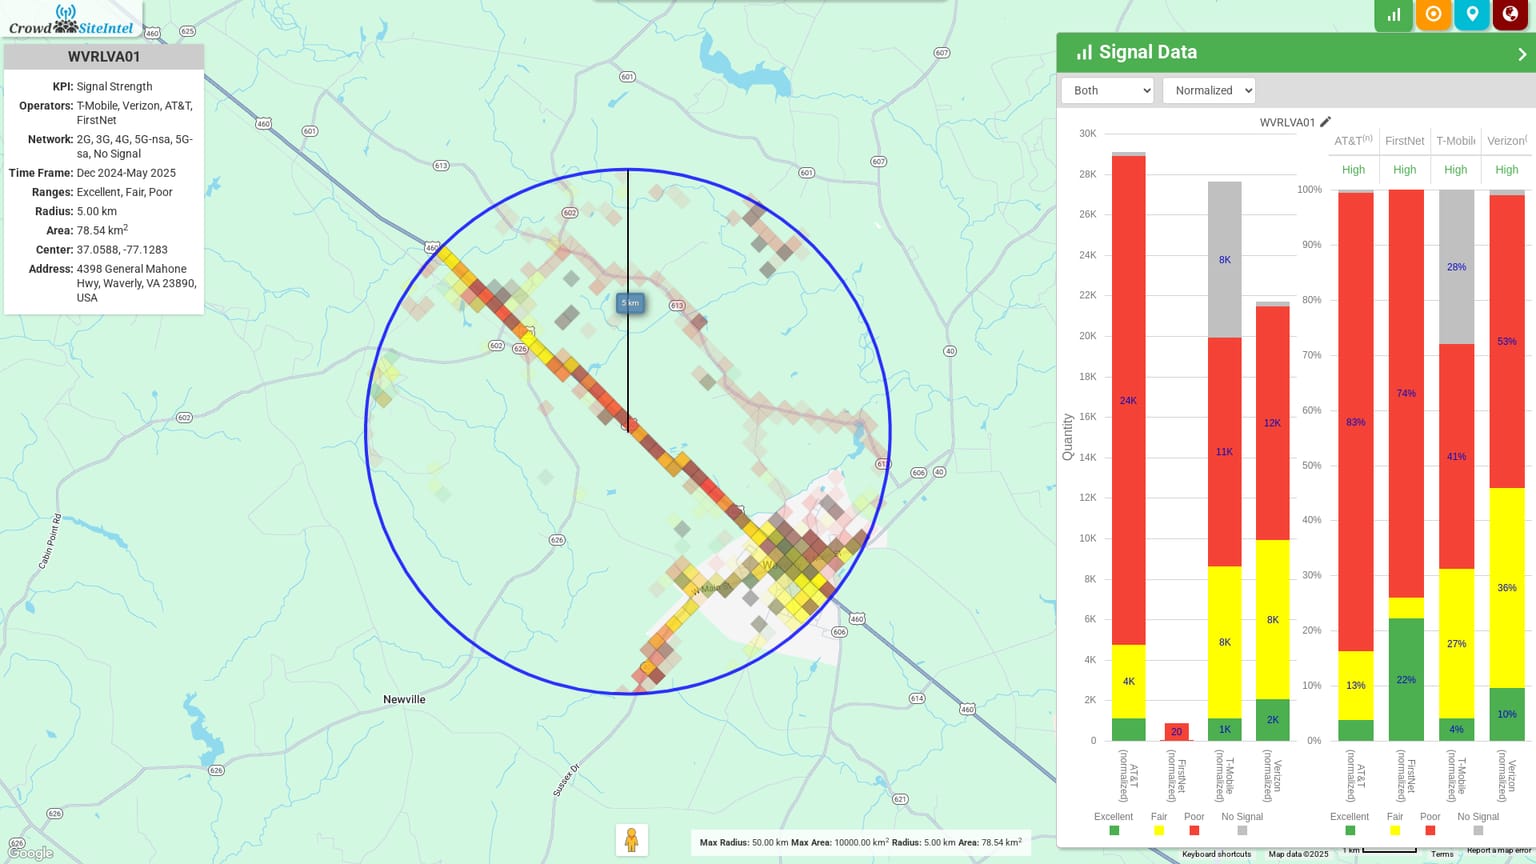 Crowd SiteIntel
WVRLVA01
KPI: Signal Strength
Operators: T-Mobile, Verizon, AT&T,
FirstNet
Network: 2G, 3G, 4G, 5G-nsa, 5G-
sa, No Signal
Time Frame: Dec 2024-May 2025
Ranges: Excellent, Fair, Poor
Radius: 5.00 km
Area: 78.54 km²
Center: 37.0588, -77.1283
Address: 4398 General Mahone
Hwy, Waverly, VA 23890,
USA
460
625
607
601
460
601
613
601
607
602
460
5 km
613
602
626
40
602
613
606
40
626
Cabin Point Rd
W Main St
460
606
Newville
614
460
626
Sussex Dr
621
626
626
Google
Max Radius: 50.00 km Max Area: 10000.00 km² Radius: 5.00 km Area: 78.54 km²
Signal Data
Both
Normalized
WVRLVA01
Quantity
30K
28K
26K
24K
22K
20K
18K
16K
14K
12K
10K
8K
6K
4K
2K
0
24K
4K
20
8K
11K
8K
1K
12K
8K
2K
AT&T (normalized)
FirstNet (normalized)
T-Mobile (normalized)
Verizon (normalized)
Excellent Fair Poor No Signal
AT&T(n) FirstNet T-Mobile Verizon(
High High High High
100%
90%
80%
70%
60%
50%
40%
30%
20%
10%
0%
83%
13%
74%
22%
28%
41%
27%
4%
53%
36%
10%
AT&T (normalized)
FirstNet (normalized)
T-Mobile (normalized)
Verizon (normalized)
Excellent Fair Poor No Signal
Keyboard shortcuts Map data ©2025 1 km Terms Report a map error